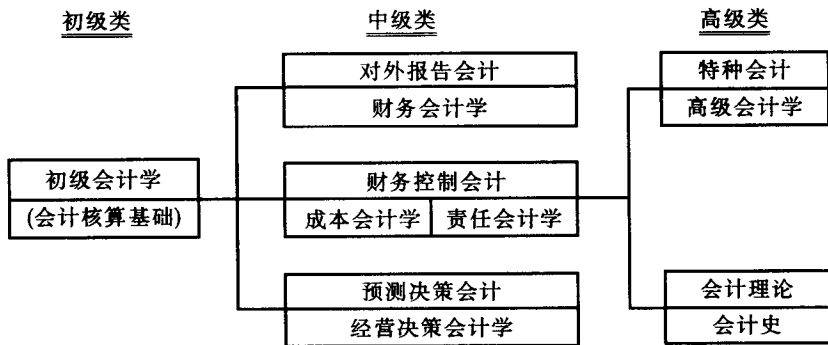 初级类 中级类 高级类
对外报告会计 特种会计
财务会计学 高级会计学
初级会计学 财务控制会计
(会计核算基础) 成本会计学 责任会计学
预测决策会计 会计理论
经营决策会计学 会计史